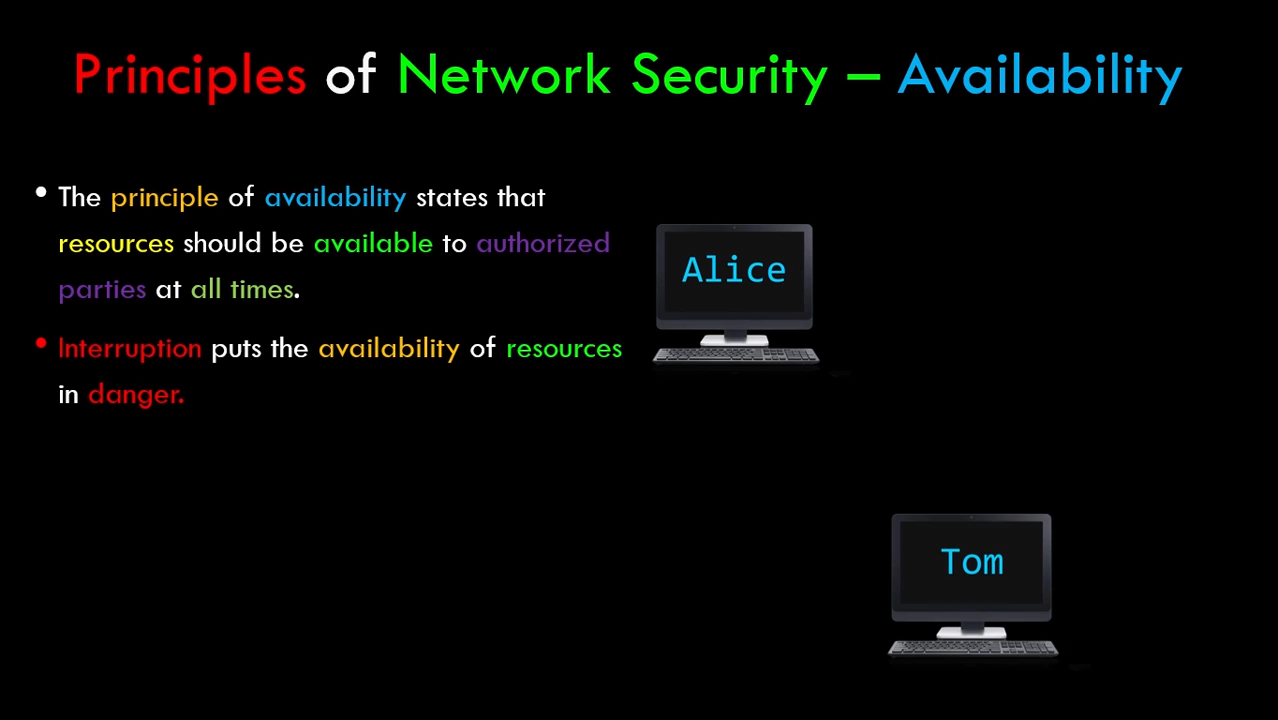 Principles of Network Security – Availability
• The principle of availability states that
resources should be available to authorized
parties at all times.
• Interruption puts the availability of resources
in danger.
Alice
Tom